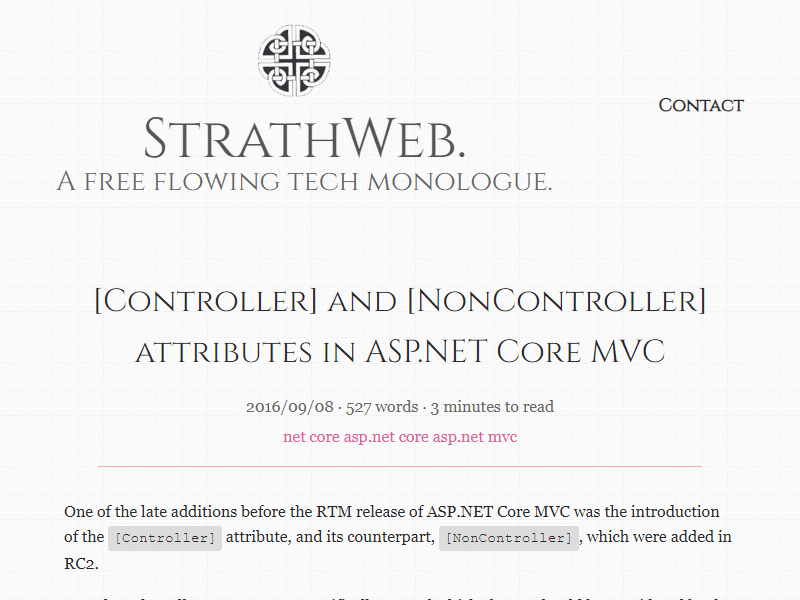 StrathWeb.
Contact
A free flowing tech monologue.
[Controller] and [NonController]
attributes in ASP.NET Core MVC
2016/09/08 · 527 words · 3 minutes to read
net core asp.net core asp.net mvc
One of the late additions before the RTM release of ASP.NET Core MVC was the introduction
of the [Controller] attribute, and its counterpart, [NonController], which were added in
RC2.